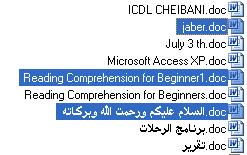 ICDL CHEIBANI.doc
jaber.doc
July 3 th.doc
Microsoft Access XP.doc
Reading Comprehension for Beginner1.doc
Reading Comprehension for Beginners.doc
السلام عليكم ورحمت الله وبركاته.doc
برنامج الرحلات.doc
تقرير.doc